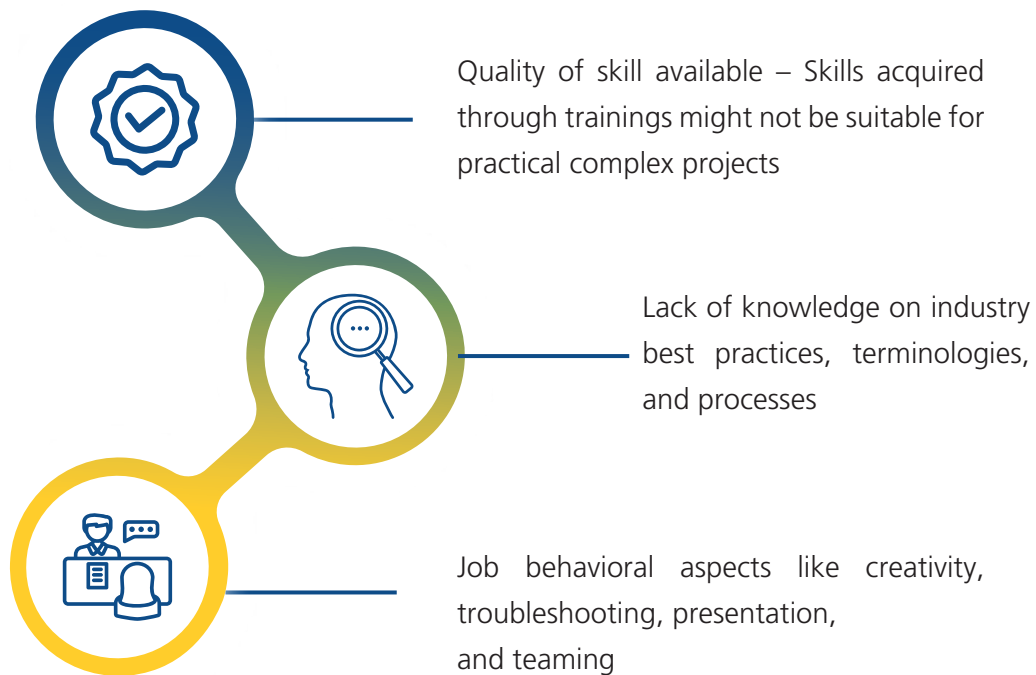 Quality of skill available – Skills acquired
through trainings might not be suitable for
practical complex projects
Lack of knowledge on industry
best practices, terminologies,
and processes
Job behavioral aspects like creativity,
troubleshooting, presentation,
and teaming